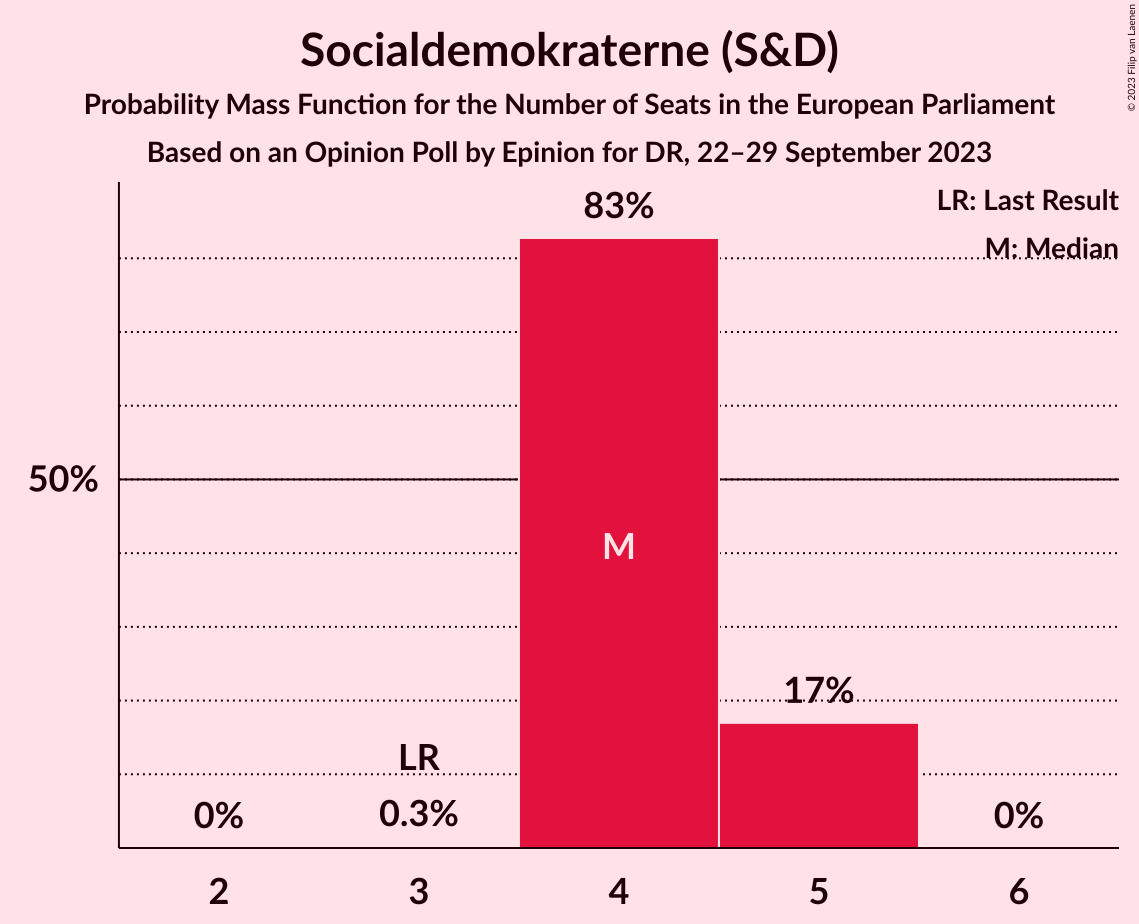 Socialdemokraterne (S&D)
Probability Mass Function for the Number of Seats in the European Parliament
Based on an Opinion Poll by Epinion for DR, 22–29 September 2023
© 2023 Filip van Laenen
LR: Last Result
M: Median
83%
50%
M
17%
LR
0%
0.3%
0%
2
3
4
5
6